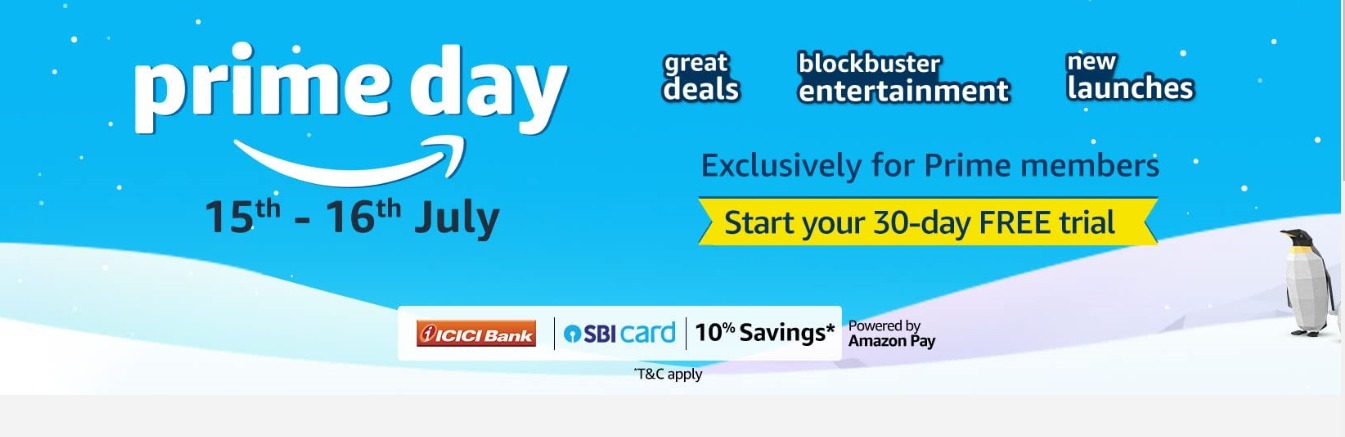 prime day
15th - 16th July
great
deals
blockbuster
entertainment
new
launches
Exclusively for Prime members
Start your 30-day FREE trial
ICICI Bank | SBI card | 10% Savings*
Powered by
Amazon Pay
*T&C apply